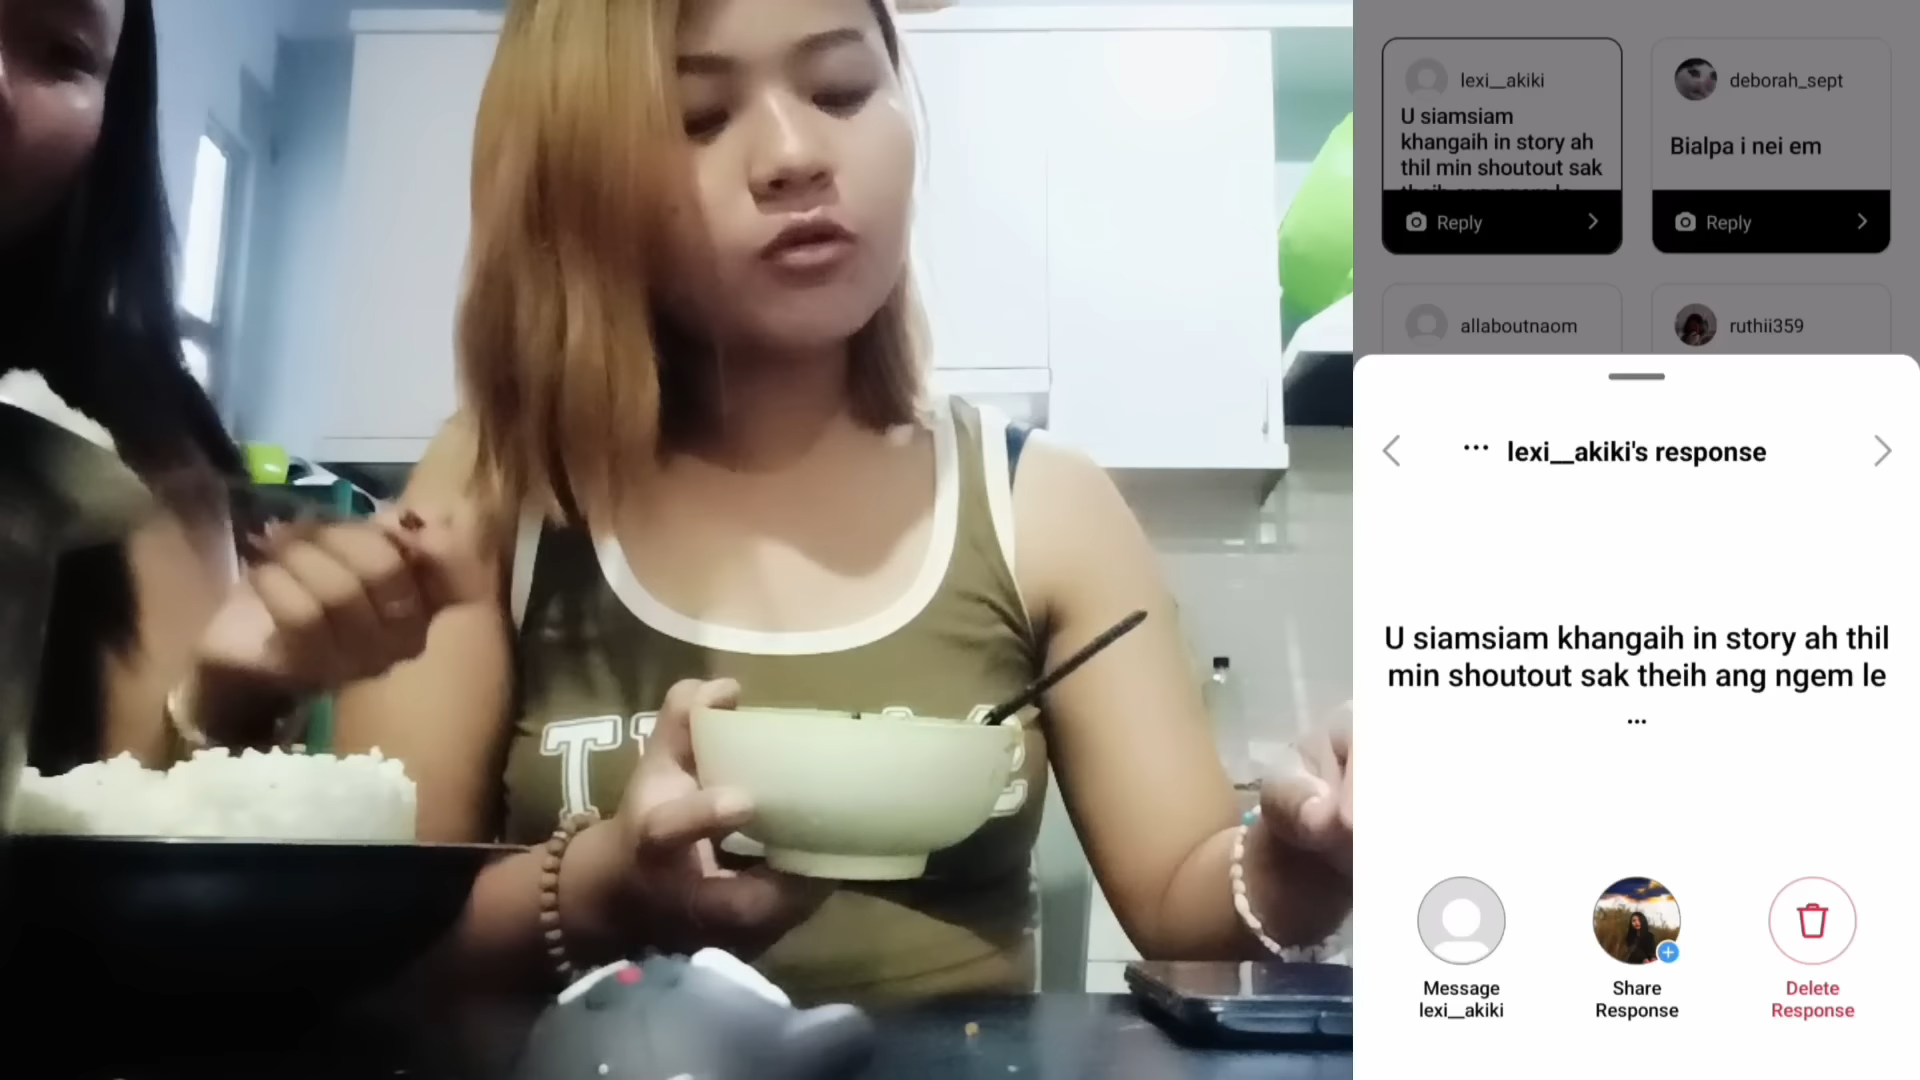 lexi__akiki
U siamsiam
khangaih in story ah
thil min shoutout sak
Reply
deborah_sept
Bialpa i nei em
Reply
allaboutnaom
ruthii359
lexi__akiki's response
U siamsiam khangaih in story ah thil
min shoutout sak theih ang ngem le
...
Message
lexi__akiki
Share
Response
Delete
Response